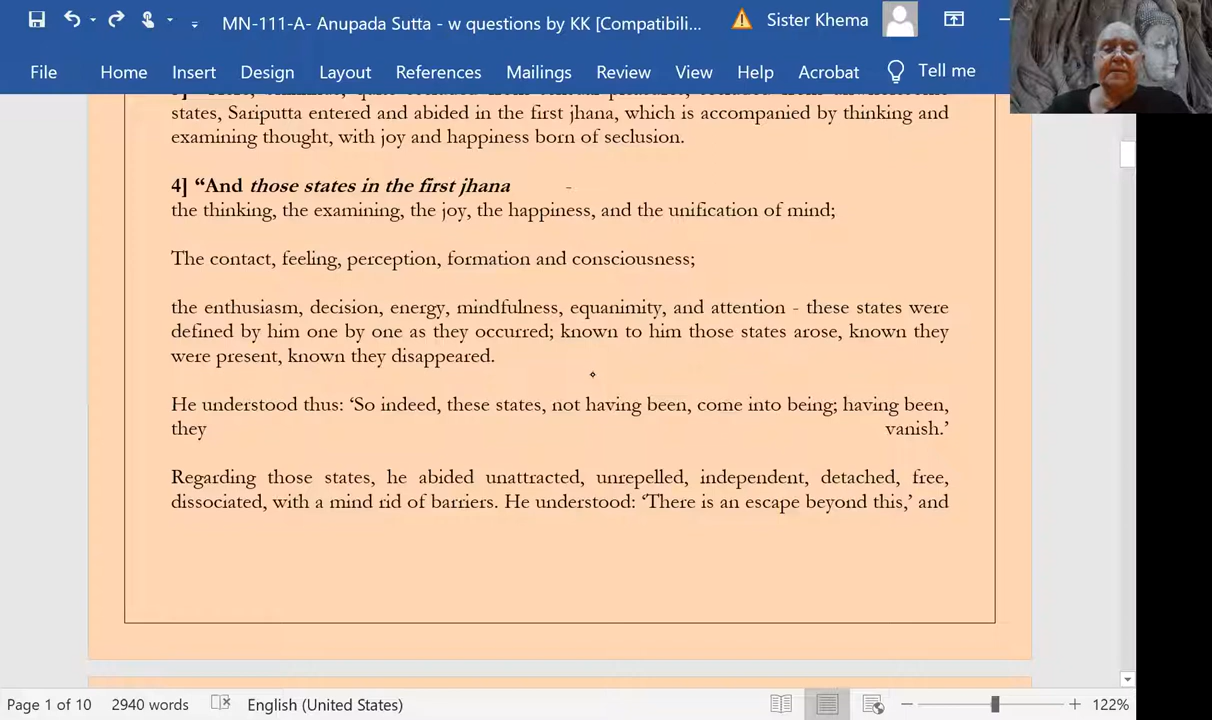 MN-111-A- Anupada Sutta - w questions by KK [Compatibili...
Sister Khema
File Home Insert Design Layout References Mailings Review View Help Acrobat Tell me
states, Sariputta entered and abided in the first jhana, which is accompanied by thinking and
examining thought, with joy and happiness born of seclusion.
4] “And those states in the first jhana -
the thinking, the examining, the joy, the happiness, and the unification of mind;
The contact, feeling, perception, formation and consciousness;
the enthusiasm, decision, energy, mindfulness, equanimity, and attention - these states were
defined by him one by one as they occurred; known to him those states arose, known they
were present, known they disappeared.
He understood thus: ‘So indeed, these states, not having been, come into being; having been,
they vanish.’
Regarding those states, he abided unattracted, unrepelled, independent, detached, free,
dissociated, with a mind rid of barriers. He understood: ‘There is an escape beyond this,’ and
Page 1 of 10 2940 words English (United States) 122%